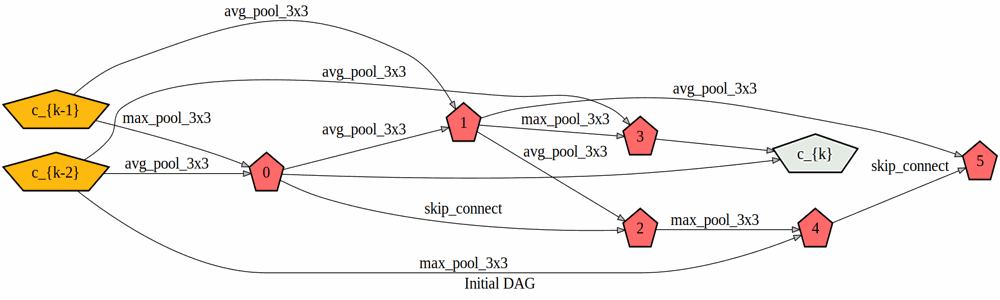 avg_pool_3x3
avg_pool_3x3
avg_pool_3x3
c_{k-1}
max_pool_3x3
avg_pool_3x3
1
max_pool_3x3
3
avg_pool_3x3
c_{k}
5
c_{k-2}
avg_pool_3x3
0
skip_connect
skip_connect
2
max_pool_3x3
4
max_pool_3x3
Initial DAG